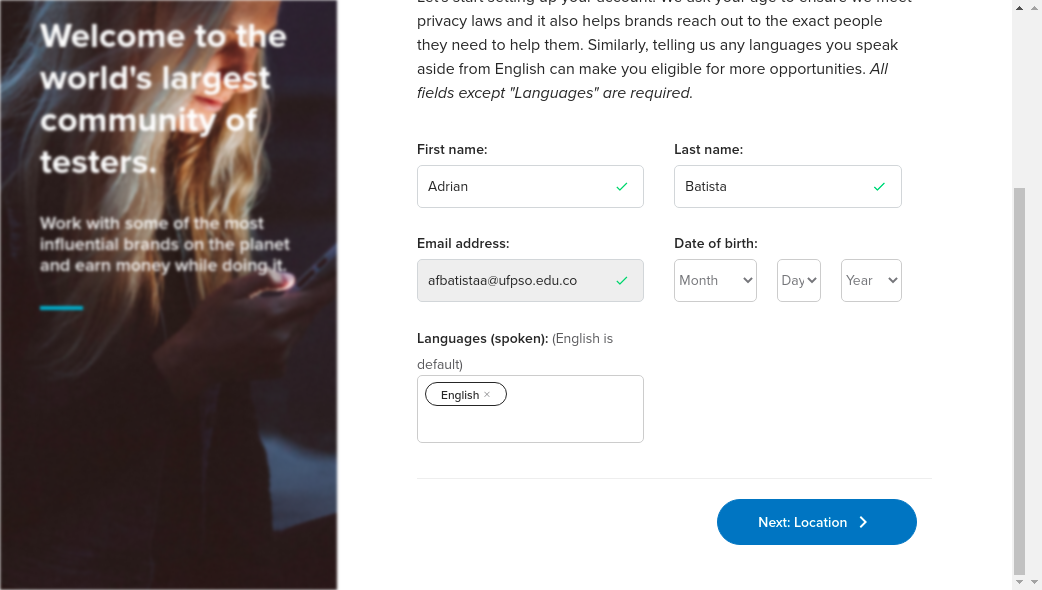 Welcome to the
world's largest
community of
testers.
Work with some of the most
influential brands on the planet
and earn money while doing it.
privacy laws and it also helps brands reach out to the exact people
they need to help them. Similarly, telling us any languages you speak
aside from English can make you eligible for more opportunities. All
fields except "Languages" are required.
First name:
Last name:
Adrian
Batista
Email address:
Date of birth:
afbatistaa@ufpso.edu.co
Month
Day
Year
Languages (spoken): (English is
default)
English ×
Next: Location